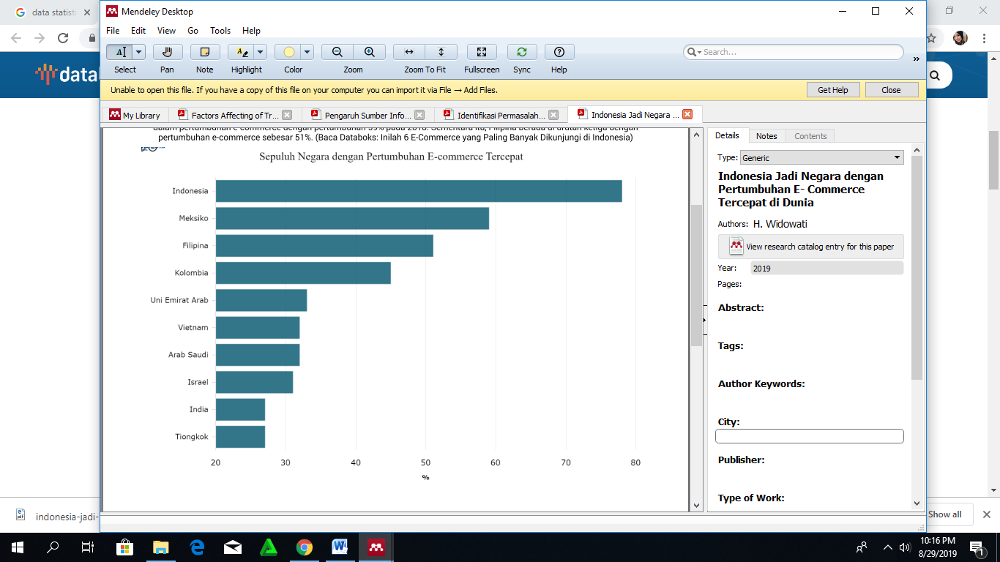 data statisti
Mendeley Desktop
File Edit View Go Tools Help
Select Pan Note Highlight Color Zoom Zoom To Fit Fullscreen Sync Help
Search...
»
data
Unable to open this file. If you have a copy of this file on your computer you can import it via File → Add Files.
Get Help Close
My Library
Factors Affecting of Tr...
Pengaruh Sumber Info...
Identifikasi Permasalah...
Indonesia Jadi Negara ...
dalam pertumbuhan e-commerce dengan pertumbuhan 59% pada 2018. Sementara itu, Filipina berada di urutan ketiga dengan
pertumbuhan e-commerce sebesar 51%. (Baca Databoks: Inilah 6 E-Commerce yang Paling Banyak Dikunjungi di Indonesia)
Sepuluh Negara dengan Pertumbuhan E-commerce Tercepat
Indonesia
Meksiko
Filipina
Kolombia
Uni Emirat Arab
Vietnam
Arab Saudi
Israel
India
Tiongkok
20 30 40 50 60 70 80
%
Details Notes Contents
Type: Generic
Indonesia Jadi Negara dengan
Pertumbuhan E- Commerce
Tercepat di Dunia
Authors: H. Widowati
View research catalog entry for this paper
Year: 2019
Pages:
Abstract:
Tags:
Author Keywords:
City:
Publisher:
Type of Work:
indonesia-jadi-
Show all
10:16 PM
8/29/2019
1